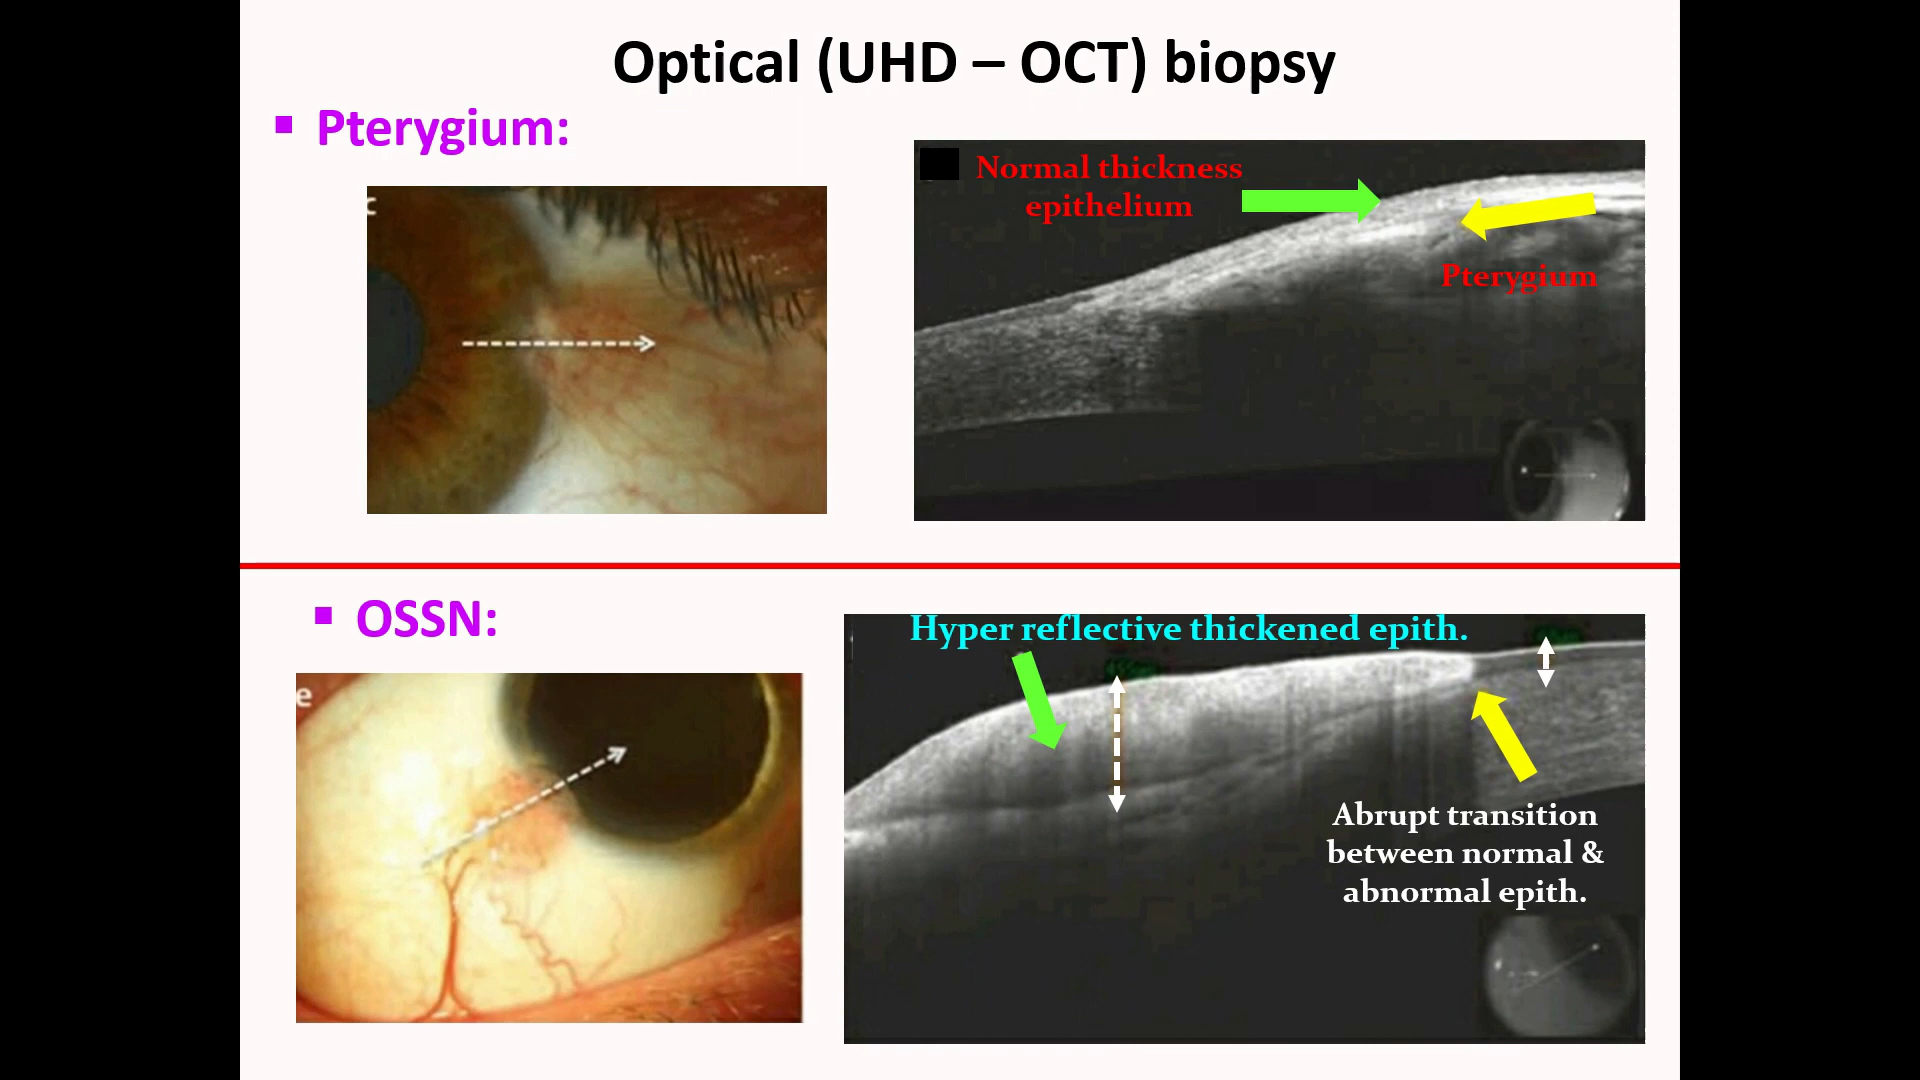 Optical (UHD – OCT) biopsy
▪ Pterygium:
c
Normal thickness
epithelium
Pterygium
▪ OSSN:
e
Hyper reflective thickened epith.
Abrupt transition
between normal &
abnormal epith.